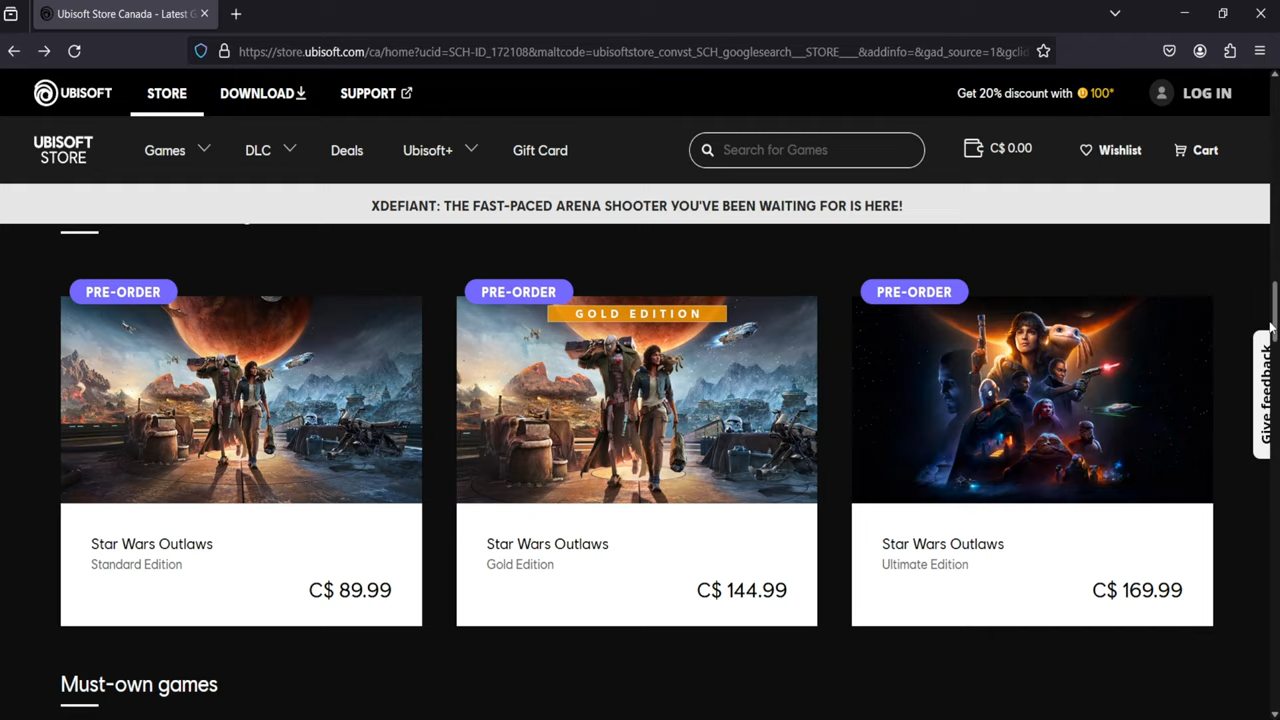 Ubisoft Store Canada - Latest G
https://store.ubisoft.com/ca/home?ucid=SCH-ID_172108&maltcode=ubisoftstore_convst_SCH_googlesearch__STORE___&addinfo=&gad_source=1&gclid
UBISOFT
STORE
DOWNLOAD
SUPPORT
Get 20% discount with 100*
LOG IN
UBISOFT
STORE
Games
DLC
Deals
Ubisoft+
Gift Card
Search for Games
C$ 0.00
Wishlist
Cart
XDEFIANT: THE FAST-PACED ARENA SHOOTER YOU'VE BEEN WAITING FOR IS HERE!
PRE-ORDER
PRE-ORDER
GOLD EDITION
PRE-ORDER
Give feedback
Star Wars Outlaws
Standard Edition
C$ 89.99
Star Wars Outlaws
Gold Edition
C$ 144.99
Star Wars Outlaws
Ultimate Edition
C$ 169.99
Must-own games